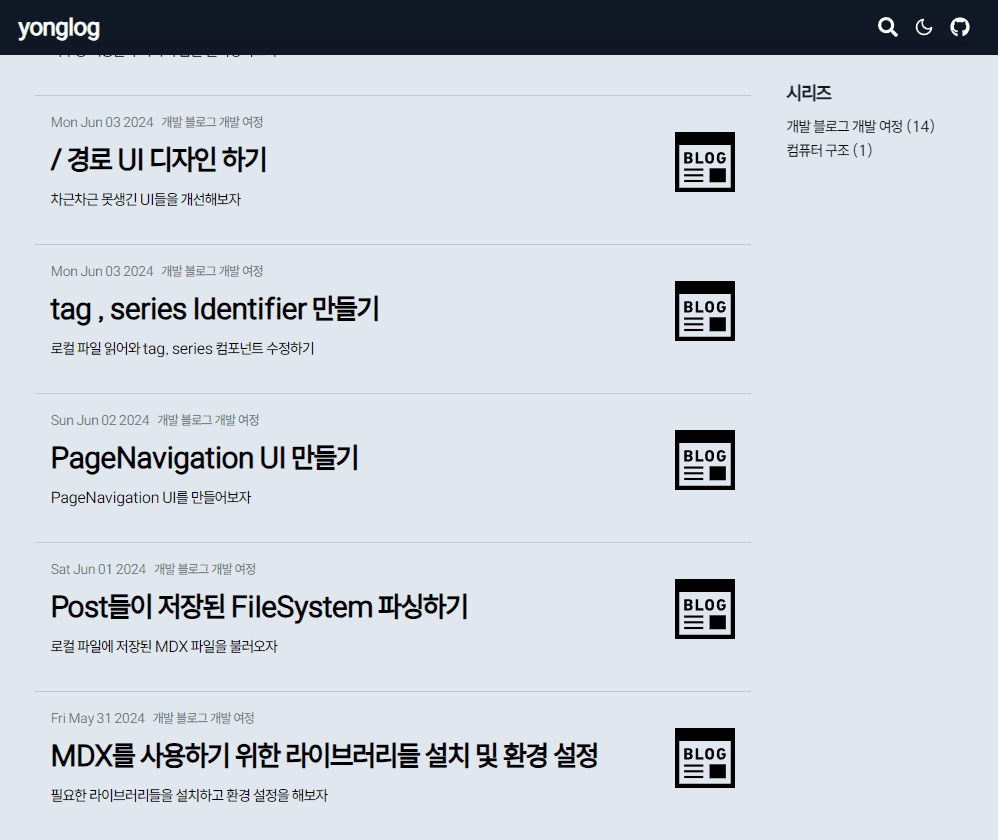 yonglog
시리즈
개발 블로그 개발 여정 (14)
컴퓨터 구조 (1)
Mon Jun 03 2024 개발 블로그 개발 여정
/ 경로 UI 디자인 하기
차근차근 못생긴 UI들을 개선해보자
BLOG
Mon Jun 03 2024 개발 블로그 개발 여정
tag , series Identifier 만들기
로컬 파일 읽어와 tag, series 컴포넌트 수정하기
BLOG
Sun Jun 02 2024 개발 블로그 개발 여정
PageNavigation UI 만들기
PageNavigation UI를 만들어보자
BLOG
Sat Jun 01 2024 개발 블로그 개발 여정
Post들이 저장된 FileSystem 파싱하기
로컬 파일에 저장된 MDX 파일을 불러오자
BLOG
Fri May 31 2024 개발 블로그 개발 여정
MDX를 사용하기 위한 라이브러리들 설치 및 환경 설정
필요한 라이브러리들을 설치하고 환경 설정을 해보자
BLOG